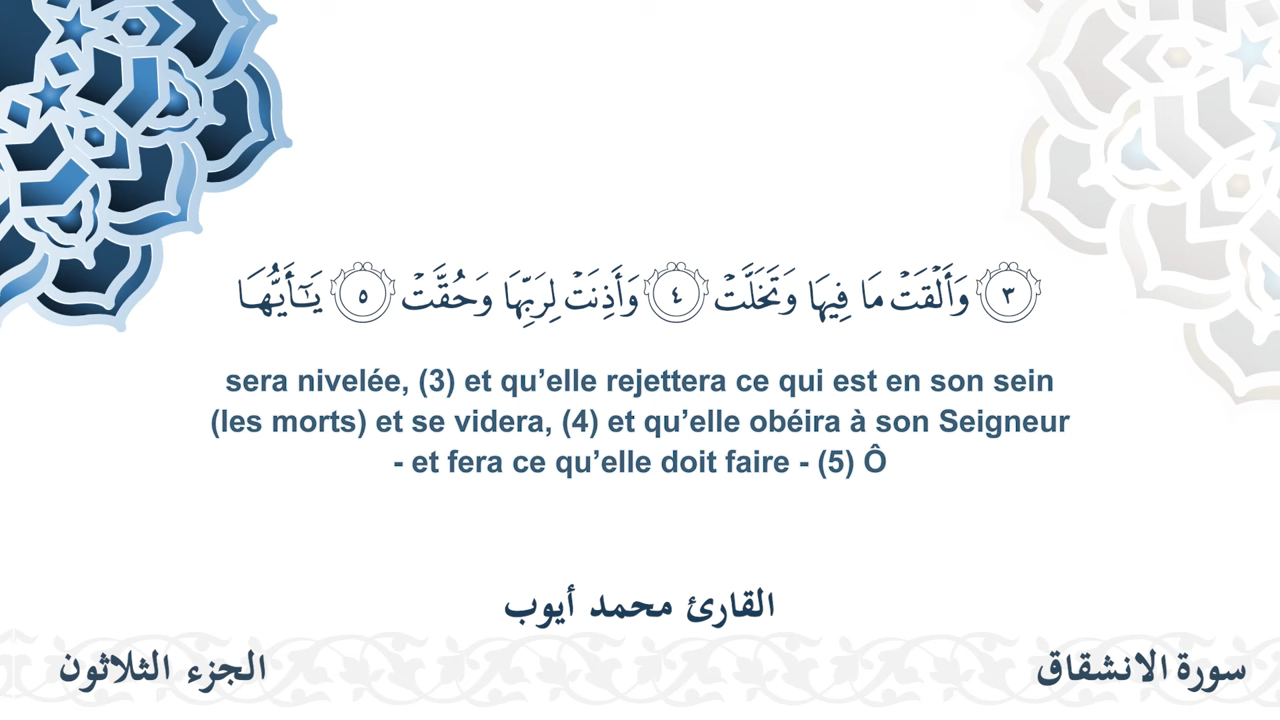 ٣ وَأَلْقَتْ مَا فِيهَا وَتَخَلَّتْ ٤ وَأَذِنَتْ لِرَبِّهَا وَحُقَّتْ ٥ يَـٰٓأَيُّهَا
sera nivelée, (3) et qu’elle rejettera ce qui est en son sein
(les morts) et se videra, (4) et qu’elle obéira à son Seigneur
- et fera ce qu’elle doit faire - (5) Ô
القارئ محمد أيوب
سورة الانشقاق
الجزء الثلاثون